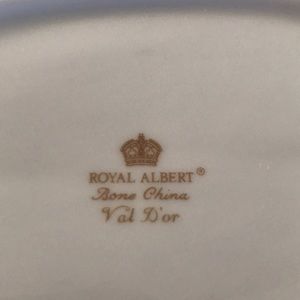 ROYAL ALBERT®
Bone China
Val D'or